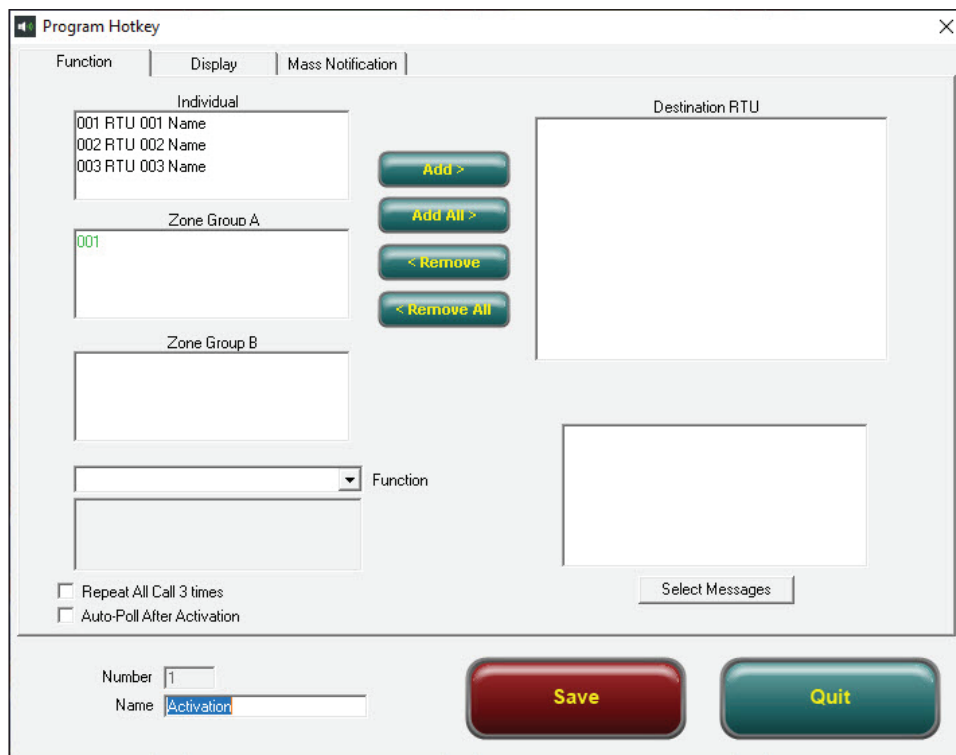 Program Hotkey
Function
Display
Mass Notification
Individual
001 RTU 001 Name
002 RTU 002 Name
003 RTU 003 Name
Zone Group A
001
Zone Group B
Function
Repeat All Call 3 times
Auto-Poll After Activation
Add >
Add All >
< Remove
< Remove All
Destination RTU
Select Messages
Number 1
Name Activation
Save
Quit